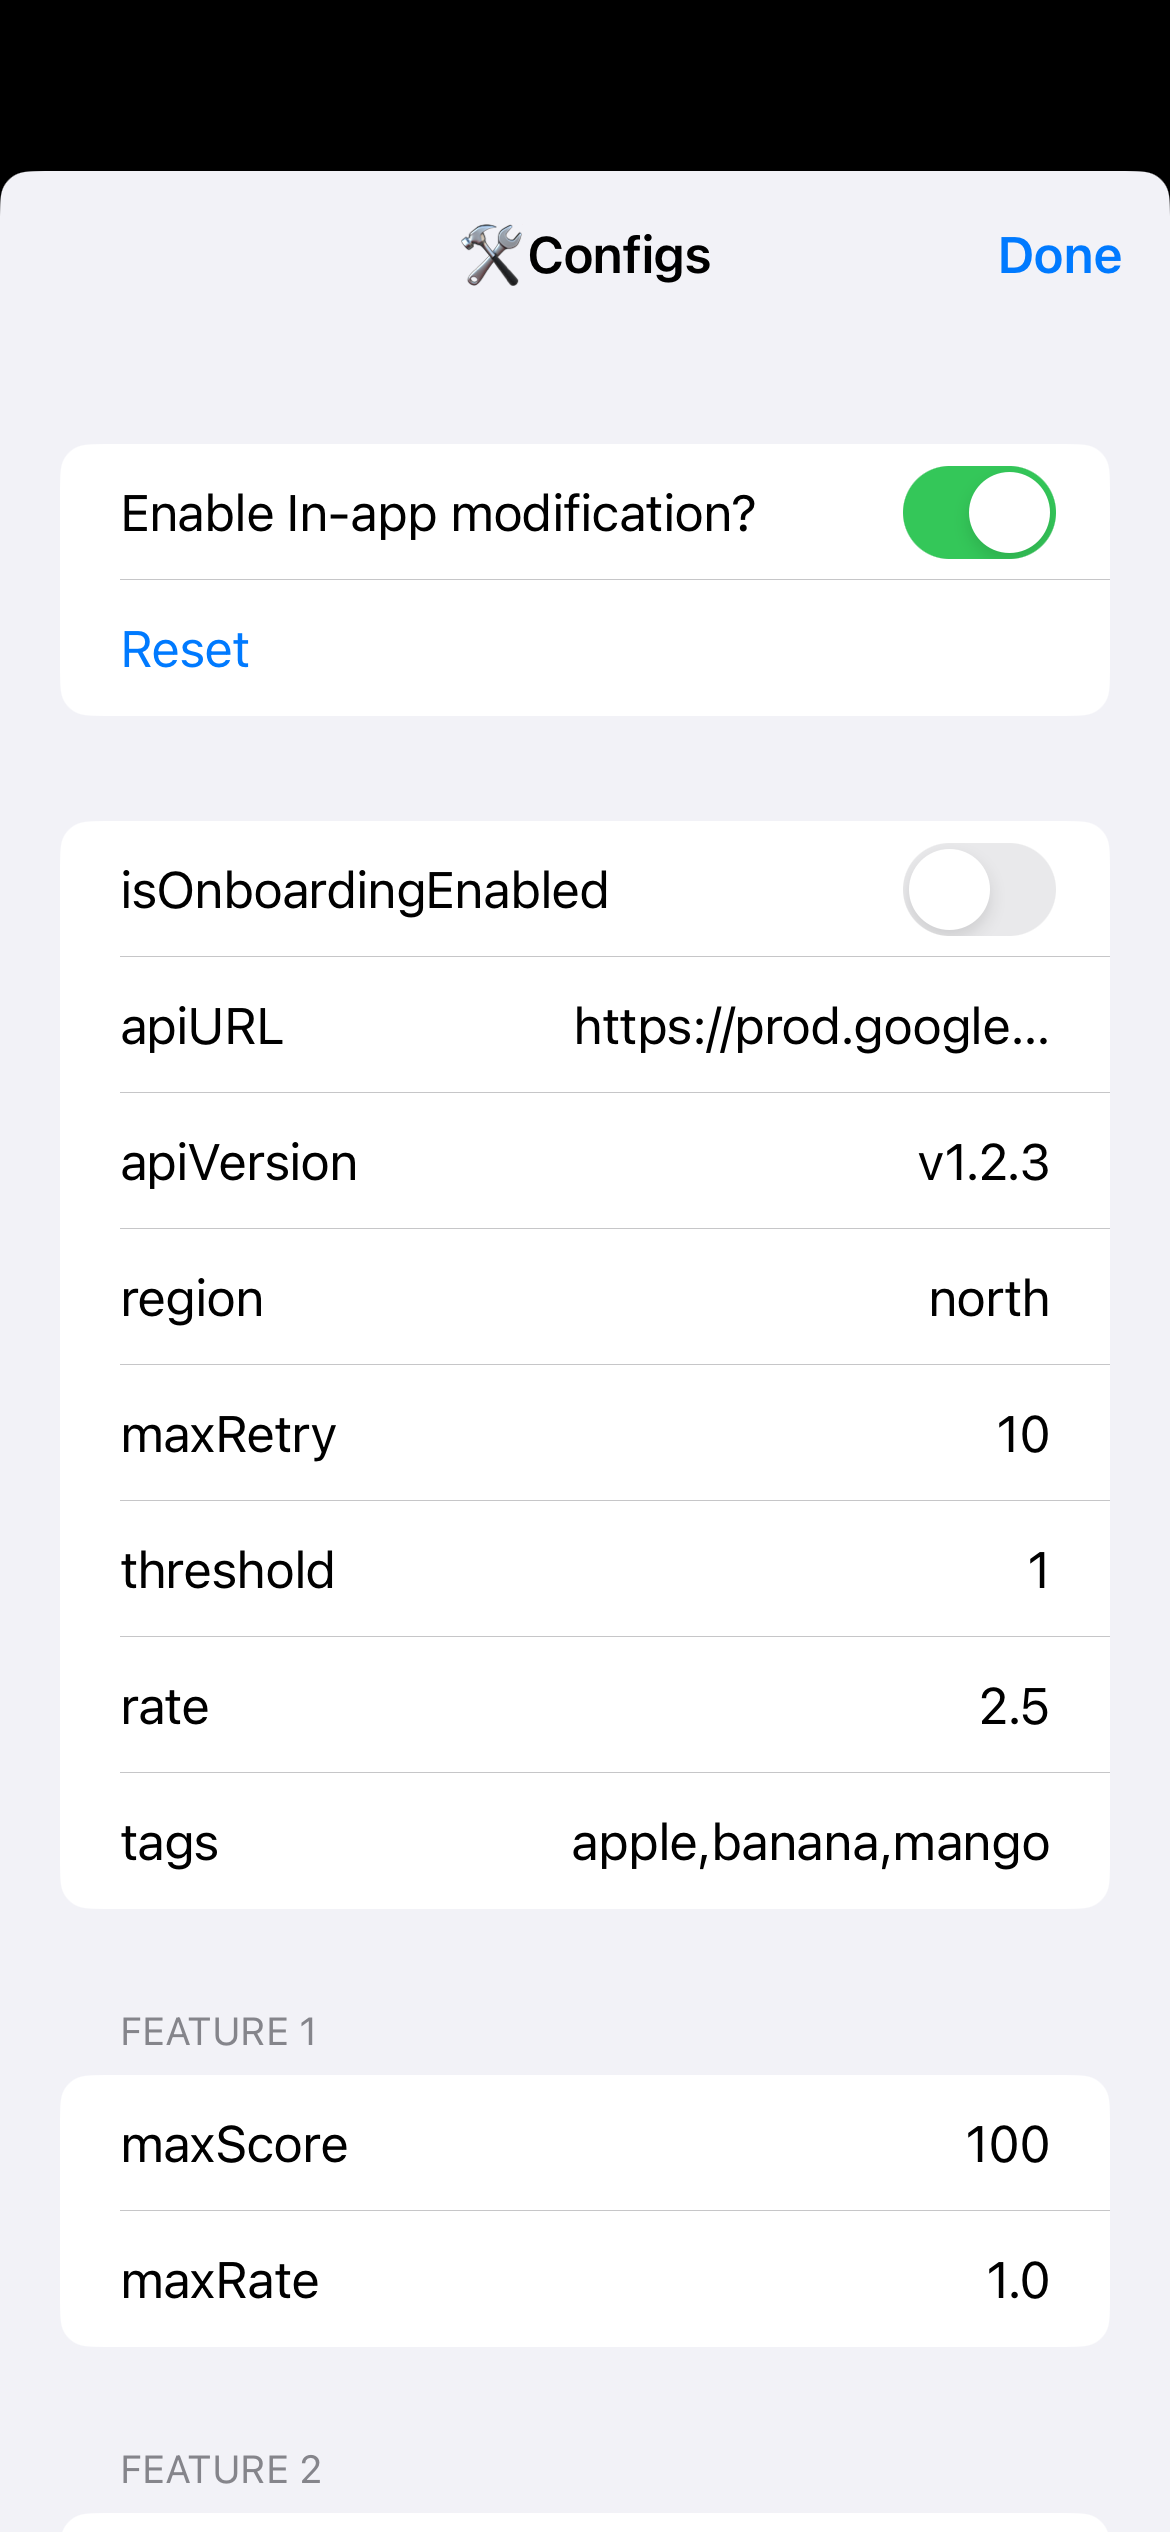 🛠Configs
Done
Enable In-app modification?
Reset
isOnboardingEnabled
apiURL https://prod.google...
apiVersion v1.2.3
region north
maxRetry 10
threshold 1
rate 2.5
tags apple,banana,mango
FEATURE 1
maxScore 100
maxRate 1.0
FEATURE 2